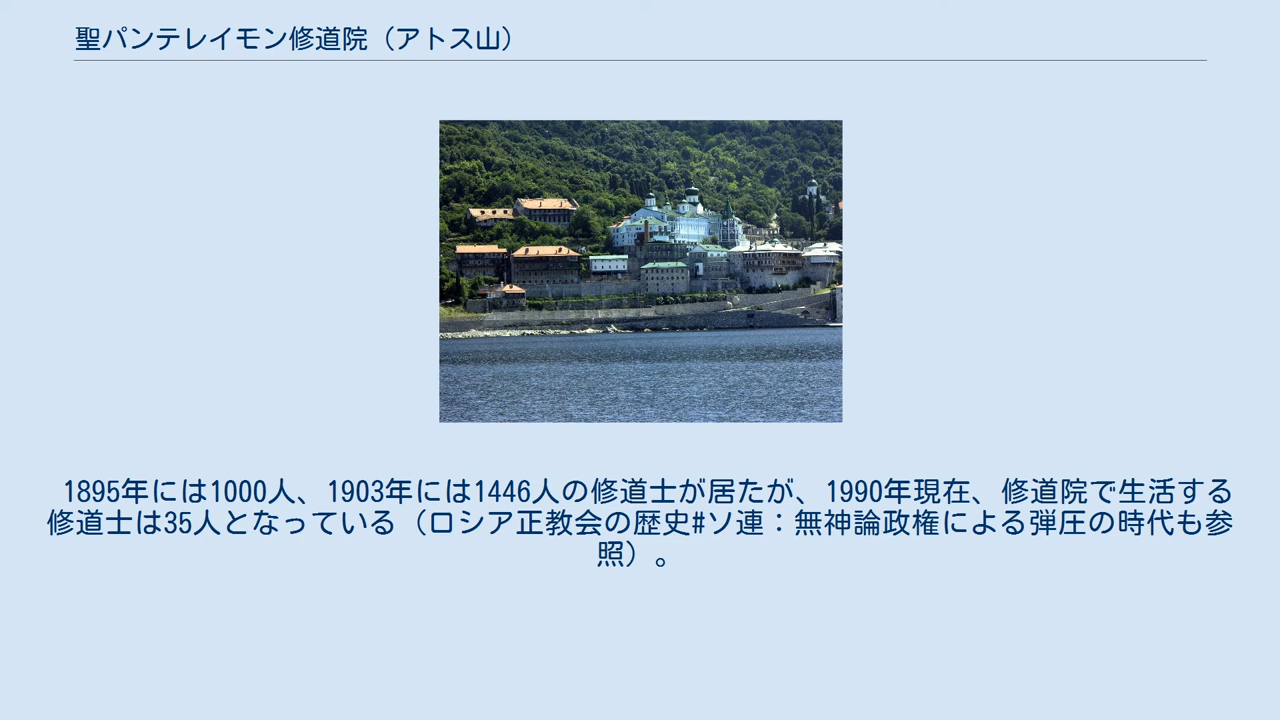 聖パンテレイモン修道院（アトス山）
1895年には1000人、1903年には1446人の修道士が居たが、1990年現在、修道院で生活する
修道士は35人となっている（ロシア正教会の歴史#ソ連：無神論政権による弾圧の時代も参
照）。